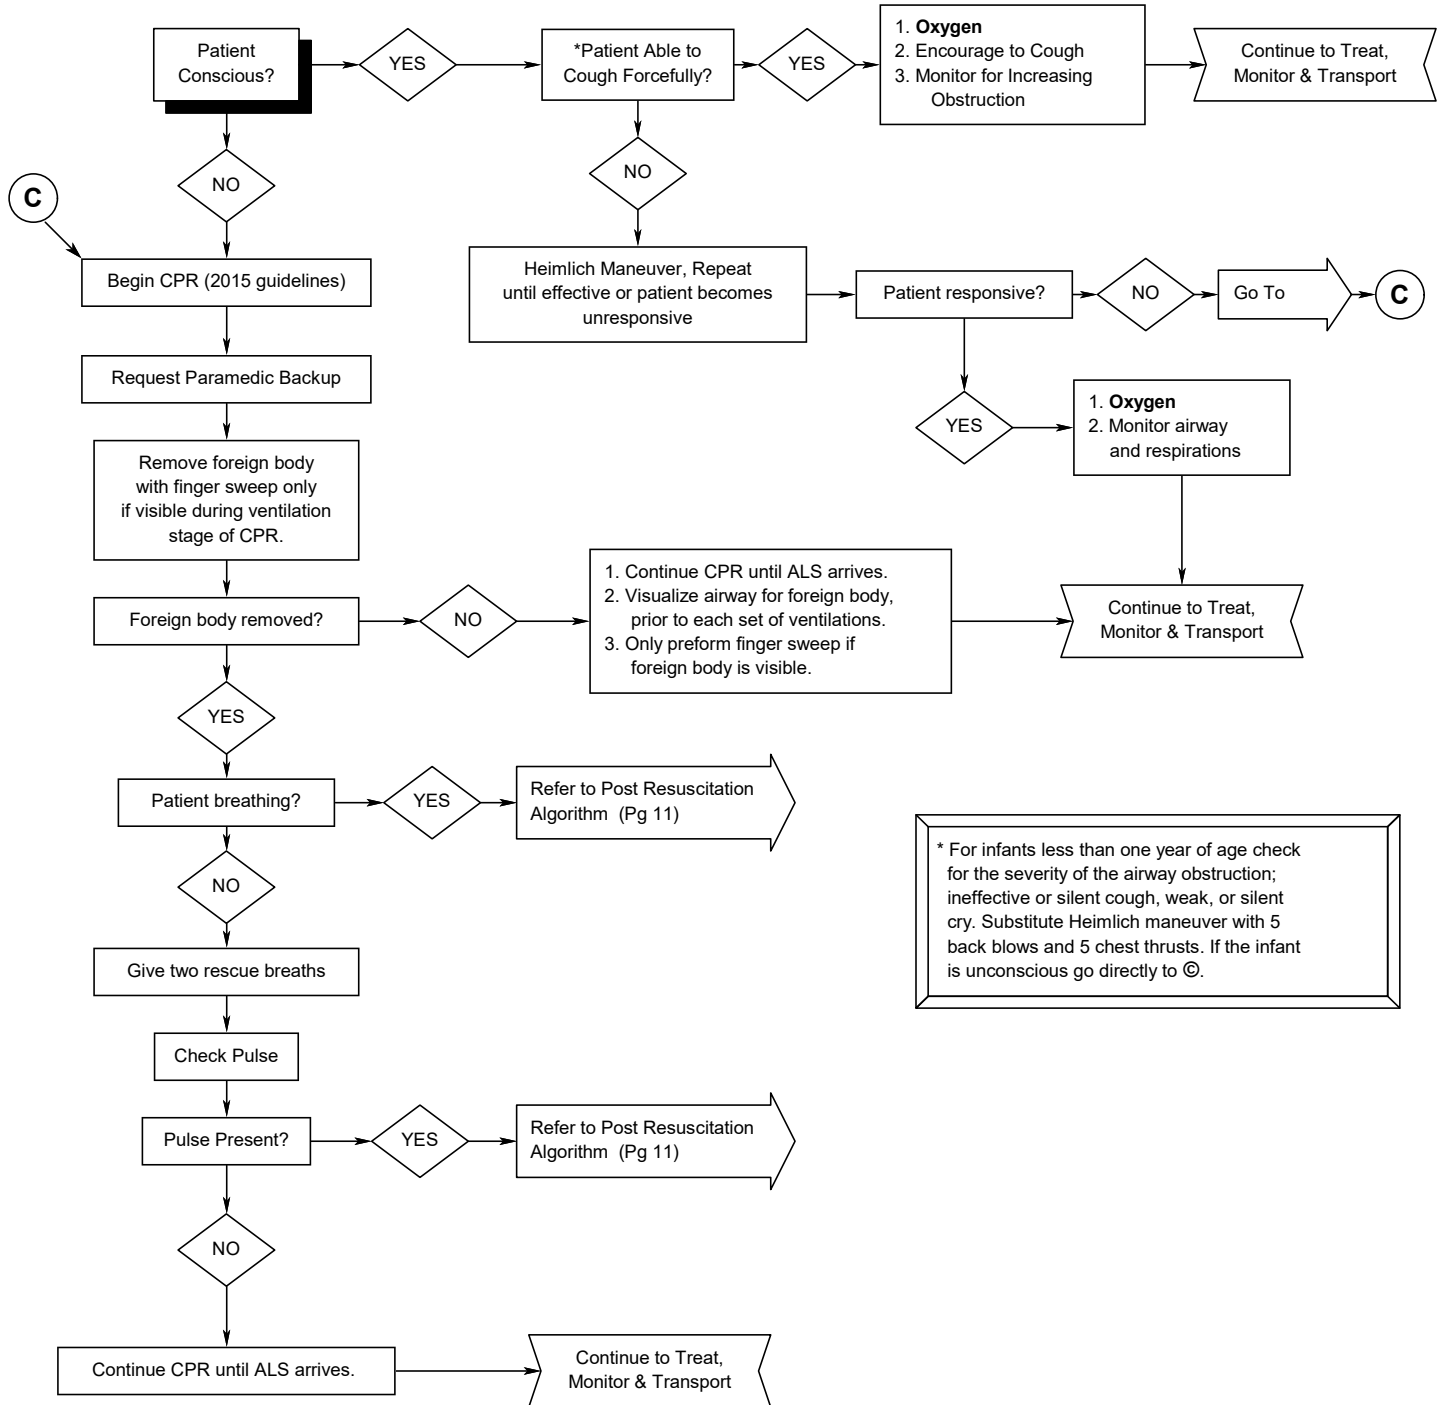 Patient
Conscious?
YES
*Patient Able to
Cough Forcefully?
YES
1. Oxygen
2. Encourage to Cough
3. Monitor for Increasing
Obstruction
Continue to Treat,
Monitor & Transport
NO
NO
C
Begin CPR (2015 guidelines)
Heimlich Maneuver, Repeat
until effective or patient becomes
unresponsive
Patient responsive?
NO
Go To
C
Request Paramedic Backup
YES
1. Oxygen
2. Monitor airway
and respirations
Remove foreign body
with finger sweep only
if visible during ventilation
stage of CPR.
Foreign body removed?
NO
1. Continue CPR until ALS arrives.
2. Visualize airway for foreign body,
prior to each set of ventilations.
3. Only preform finger sweep if
foreign body is visible.
Continue to Treat,
Monitor & Transport
YES
Patient breathing?
YES
Refer to Post Resuscitation
Algorithm (Pg 11)
* For infants less than one year of age check
for the severity of the airway obstruction;
ineffective or silent cough, weak, or silent
cry. Substitute Heimlich maneuver with 5
back blows and 5 chest thrusts. If the infant
is unconscious go directly to ©.
NO
Give two rescue breaths
Check Pulse
Pulse Present?
YES
Refer to Post Resuscitation
Algorithm (Pg 11)
NO
Continue CPR until ALS arrives.
Continue to Treat,
Monitor & Transport